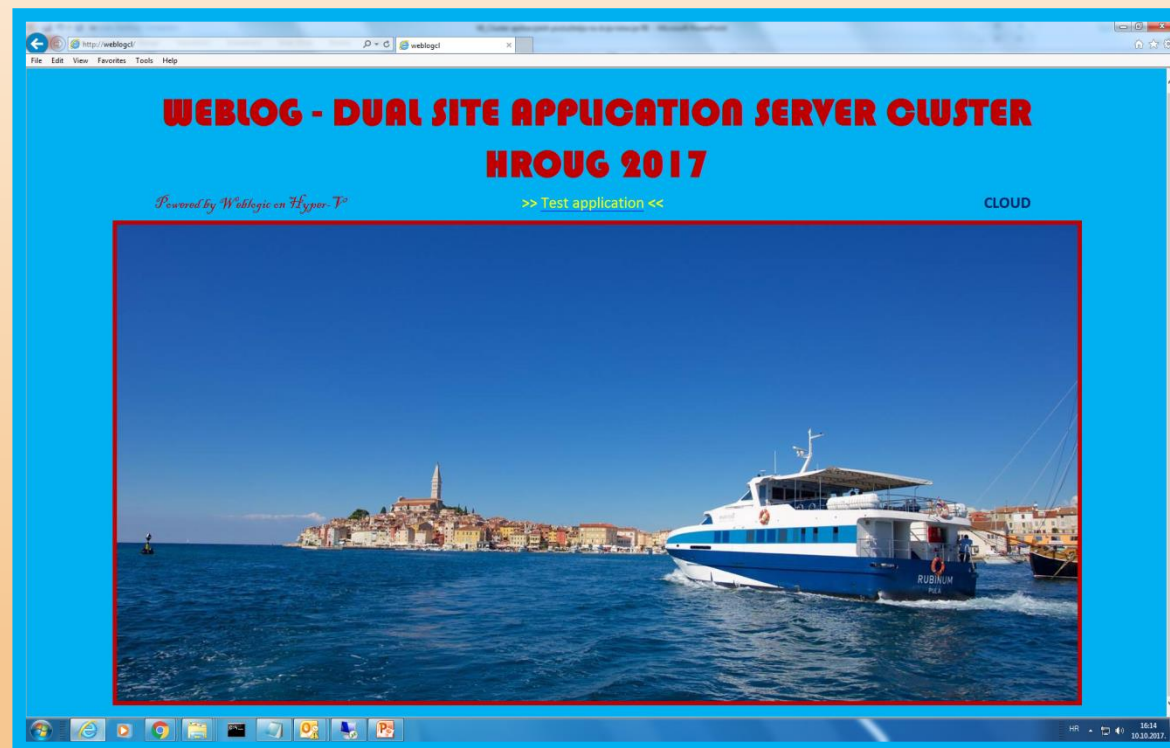 http://weblogcl/
weblogcl
File Edit View Favorites Tools Help
WEBLOG - DUAL SITE APPLICATION SERVER CLUSTER
HROUG 2017
Powered by Weblogic on Hyper-V
>> Test application <<
CLOUD
RUBINUM
PULA
HR
16:14
10.10.2017.